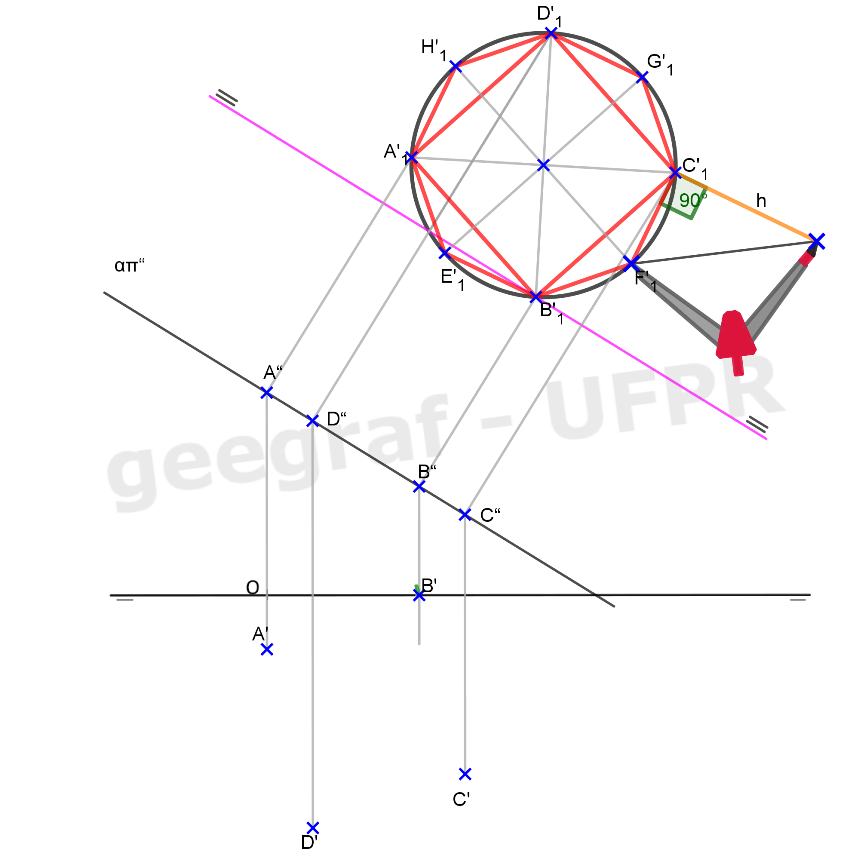 D'1
H'1
G'1
A'1
C'1
90°
h
E'1
F'1
B'1
απ“
A“
D“
geegraf - UFPR
B“
C“
O
B'
A'
C'
D'